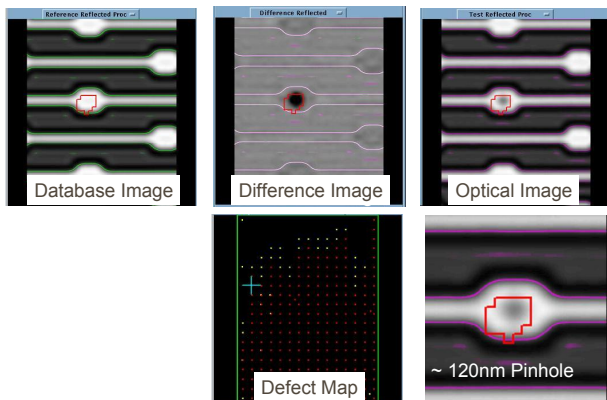 Reference Reflected Proc
Difference Reflected
Test Reflected Proc
Database Image
Difference Image
Optical Image
Defect Map
~ 120nm Pinhole